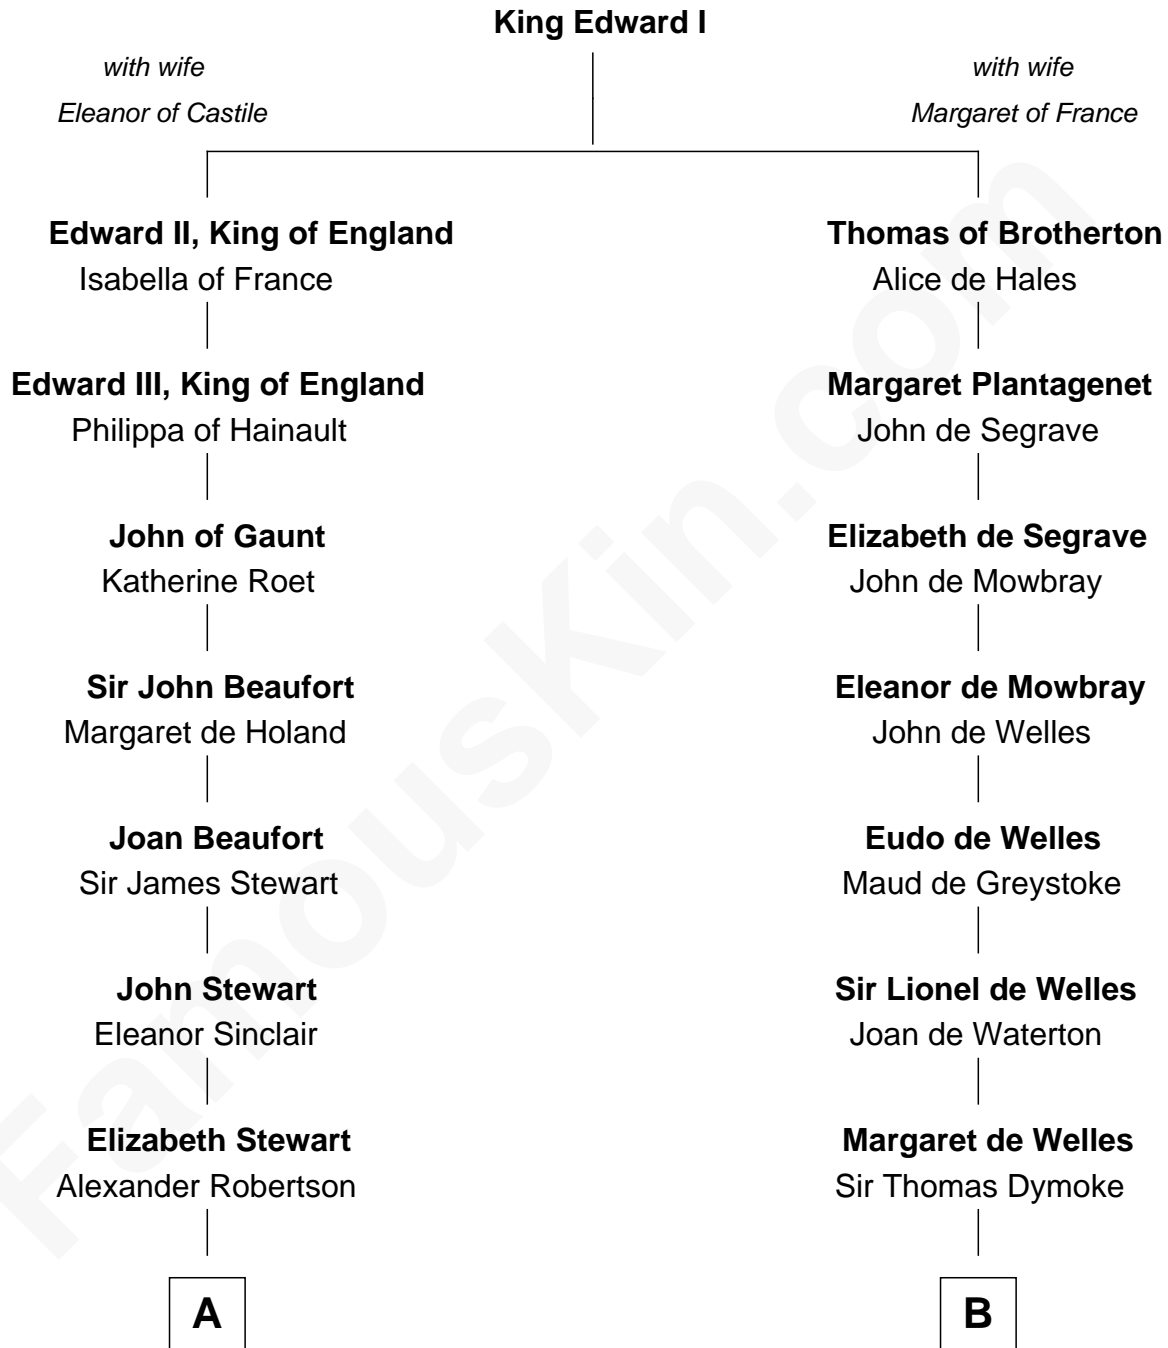 King Edward I
with wife
Eleanor of Castile
with wife
Margaret of France
Edward II, King of England
Isabella of France
Thomas of Brotherton
Alice de Hales
Edward III, King of England
Philippa of Hainault
Margaret Plantagenet
John de Segrave
John of Gaunt
Katherine Roet
Elizabeth de Segrave
John de Mowbray
Sir John Beaufort
Margaret de Holand
Eleanor de Mowbray
John de Welles
Joan Beaufort
Sir James Stewart
Eudo de Welles
Maud de Greystoke
John Stewart
Eleanor Sinclair
Sir Lionel de Welles
Joan de Waterton
Elizabeth Stewart
Alexander Robertson
Margaret de Welles
Sir Thomas Dymoke
A
B
FamousKin.com